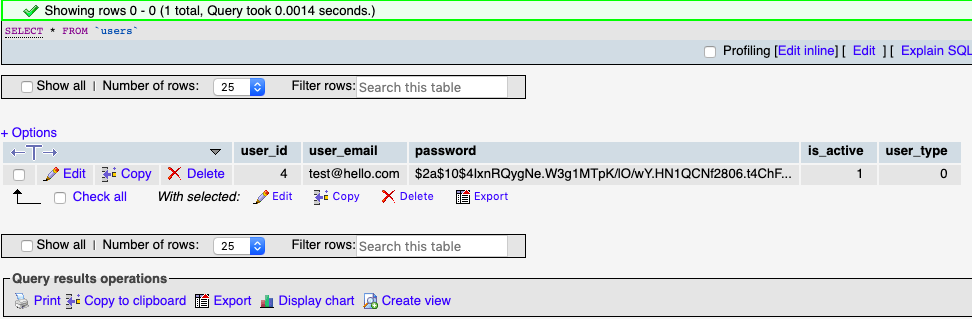 Showing rows 0 - 0 (1 total, Query took 0.0014 seconds.)
SELECT * FROM `users`
Profiling [Edit inline] [ Edit ] [ Explain SQL
Show all | Number of rows: 25 Filter rows: Search this table
+ Options
user_id user_email password is_active user_type
Edit Copy Delete 4 test@hello.com $2a$10$4lxnRQygNe.W3g1MTpK/lO/wY.HN1QCNf2806.t4ChF... 1 0
Check all With selected: Edit Copy Delete Export
Show all | Number of rows: 25 Filter rows: Search this table
Query results operations
Print Copy to clipboard Export Display chart Create view